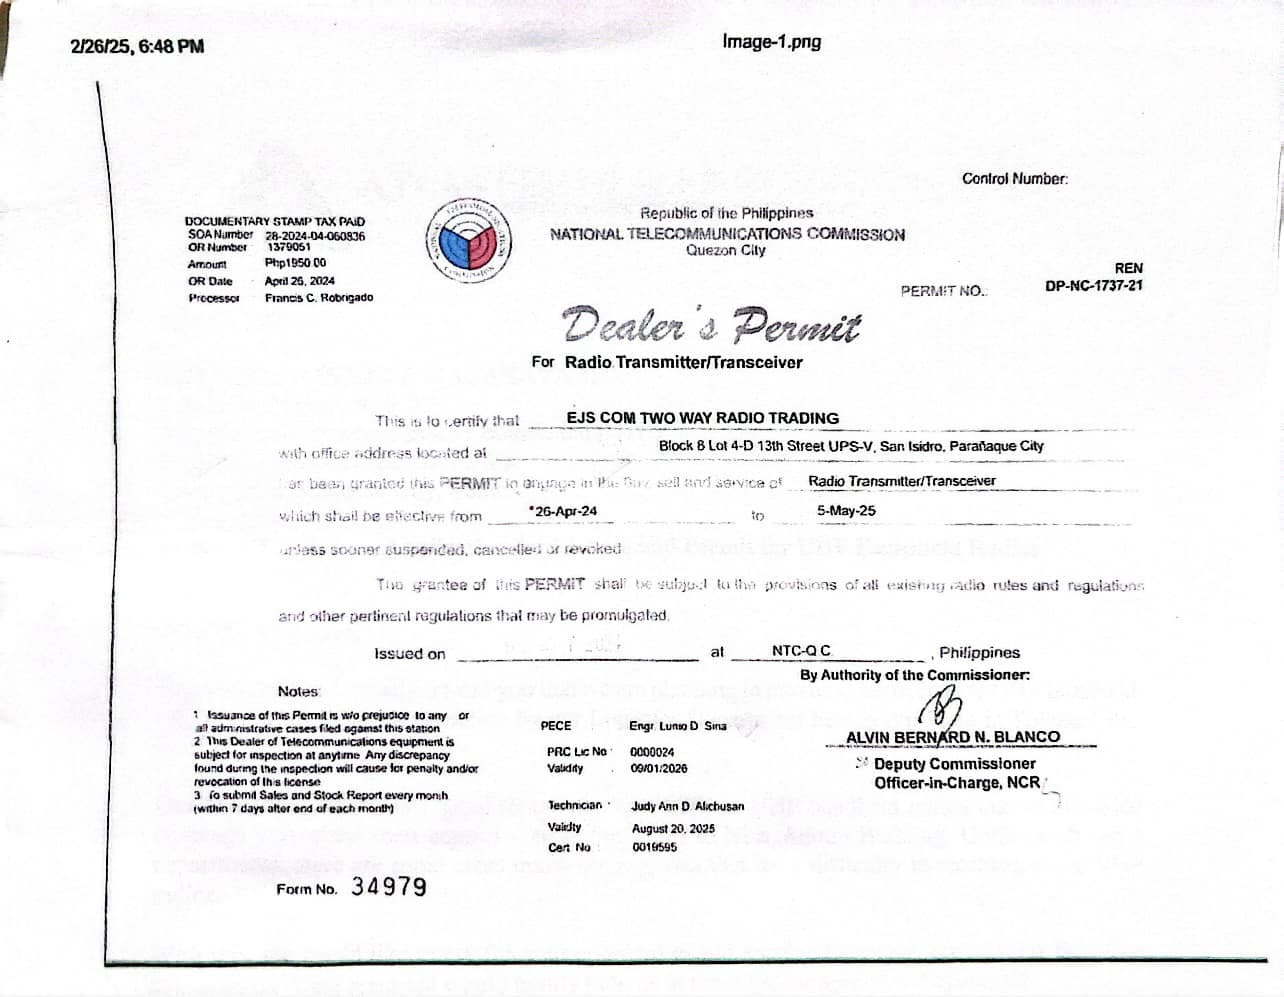 2/26/25, 6:48 PM
Image-1.png
Control Number:
DOCUMENTARY STAMP TAX PAID
SOA Number 28-2024-04-060836
OR Number 1379051
Amount Php1950 00
OR Date April 26, 2024
Processor Francis C. Robrigado
Republic of the Philippines
NATIONAL TELECOMMUNICATIONS COMMISSION
Quezon City
REN
PERMIT NO.: DP-NC-1737-21
Dealer's Permit
For Radio Transmitter/Transceiver
This is to certify that EJS COM TWO WAY RADIO TRADING
with office address located at Block 8 Lot 4-D 13th Street UPS-V, San Isidro, Parañaque City
has been granted this PERMIT to engage in the Buy, sell and service of Radio Transmitter/Transceiver
which shall be effective from *26-Apr-24 to 5-May-25
unless sooner suspended, cancelled or revoked
The grantee of this PERMIT shall be subject to the provisions of all existing radio rules and regulations
and other pertinent regulations that may be promulgated.
Issued on at NTC-Q C , Philippines
By Authority of the Commissioner:
Notes:
1 Issuance of this Permit is w/o prejudice to any or
all administrative cases filed against this station
2 This Dealer of Telecommunications equipment is
subject for inspection at anytime Any discrepancy
found during the inspection will cause for penalty and/or
revocation of this license
3 To submit Sales and Stock Report every month
(within 7 days after end of each month)
PECE Engr. Lunio D Sina
PRC Lic No 0000024
Validity 09/01/2026
Technician Judy Ann D. Alichusan
Validity August 20, 2025
Cert No 0019595
ALVIN BERNARD N. BLANCO
Deputy Commissioner
Officer-in-Charge, NCR
Form No. 34979